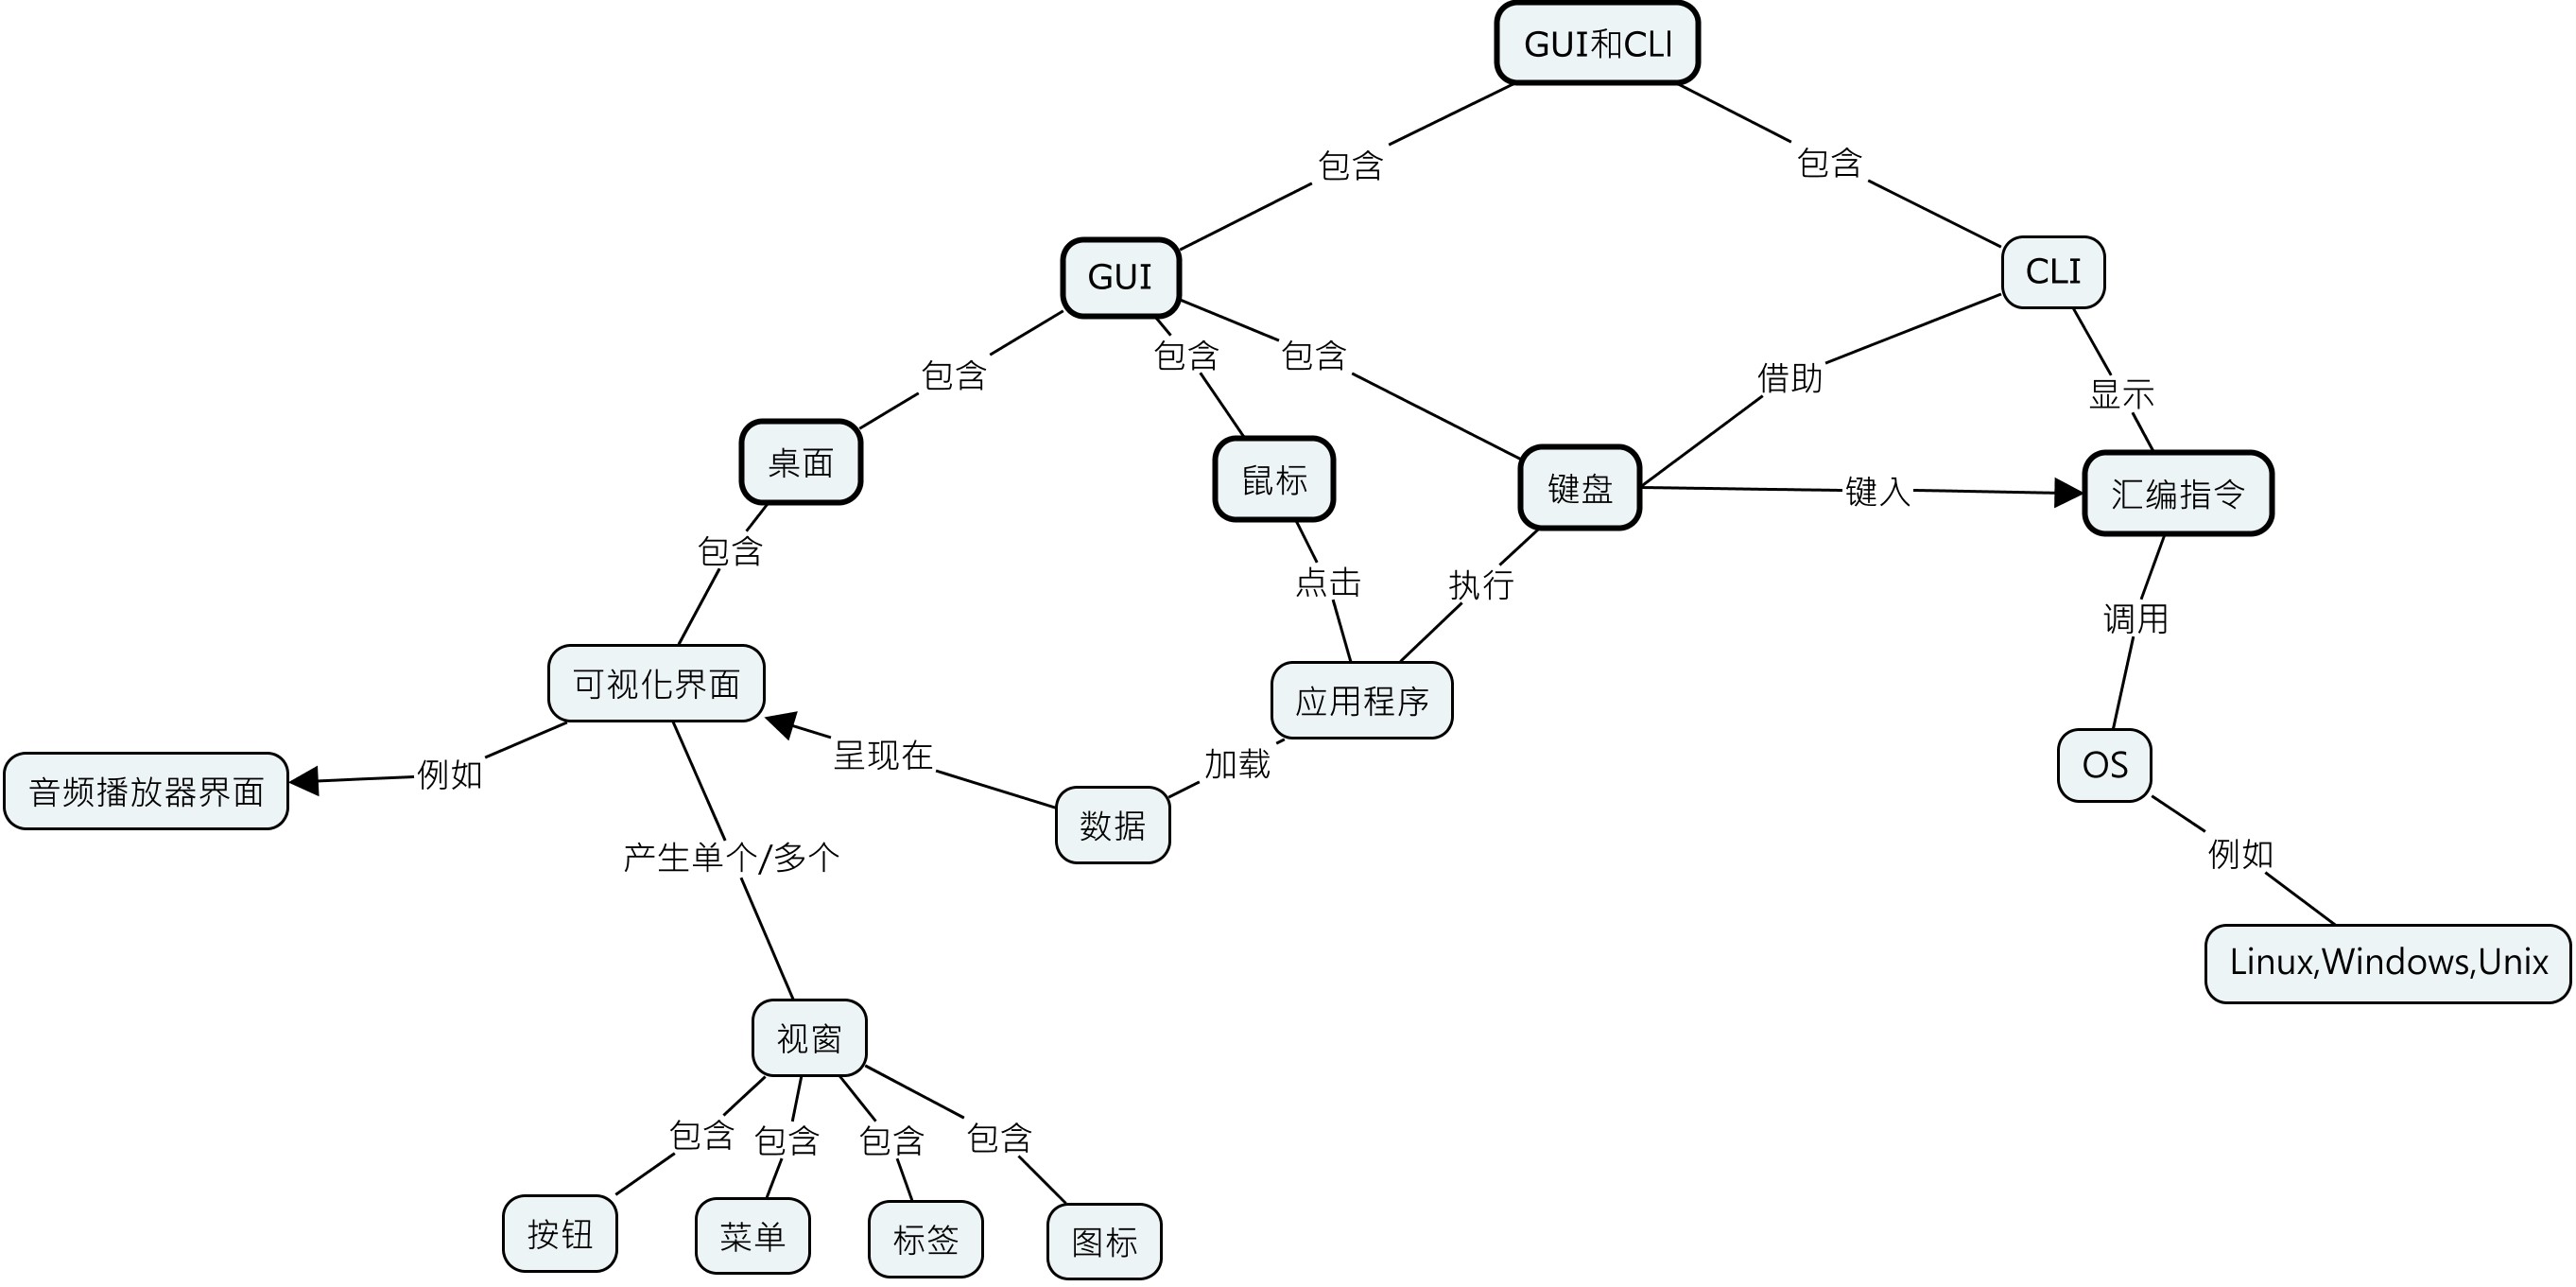 GUI和CLI
包含
包含
GUI
CLI
包含
包含
包含
借助
显示
桌面
鼠标
键盘
键入
汇编指令
包含
点击
执行
调用
可视化界面
应用程序
音频播放器界面
例如
呈现在
加载
OS
数据
产生单个/多个
例如
Linux,Windows,Unix
视窗
包含
包含
包含
包含
按钮
菜单
标签
图标